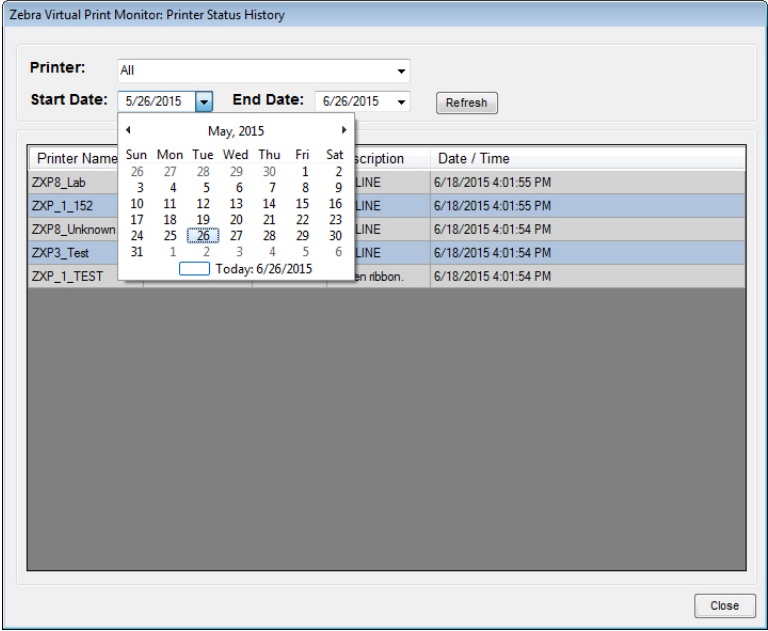 Zebra Virtual Print Monitor: Printer Status History
Printer: All
Start Date: 5/26/2015 End Date: 6/26/2015 Refresh
May, 2015
Sun Mon Tue Wed Thu Fri Sat
26 27 28 29 30 1 2
3 4 5 6 7 8 9
10 11 12 13 14 15 16
17 18 19 20 21 22 23
24 25 26 27 28 29 30
31 1 2 3 4 5 6
Today: 6/26/2015
Printer Name scription Date / Time
ZXP8_Lab LINE 6/18/2015 4:01:55 PM
ZXP_1_152 LINE 6/18/2015 4:01:55 PM
ZXP8_Unknown LINE 6/18/2015 4:01:54 PM
ZXP3_Test LINE 6/18/2015 4:01:54 PM
ZXP_1_TEST en ribbon. 6/18/2015 4:01:54 PM
Close